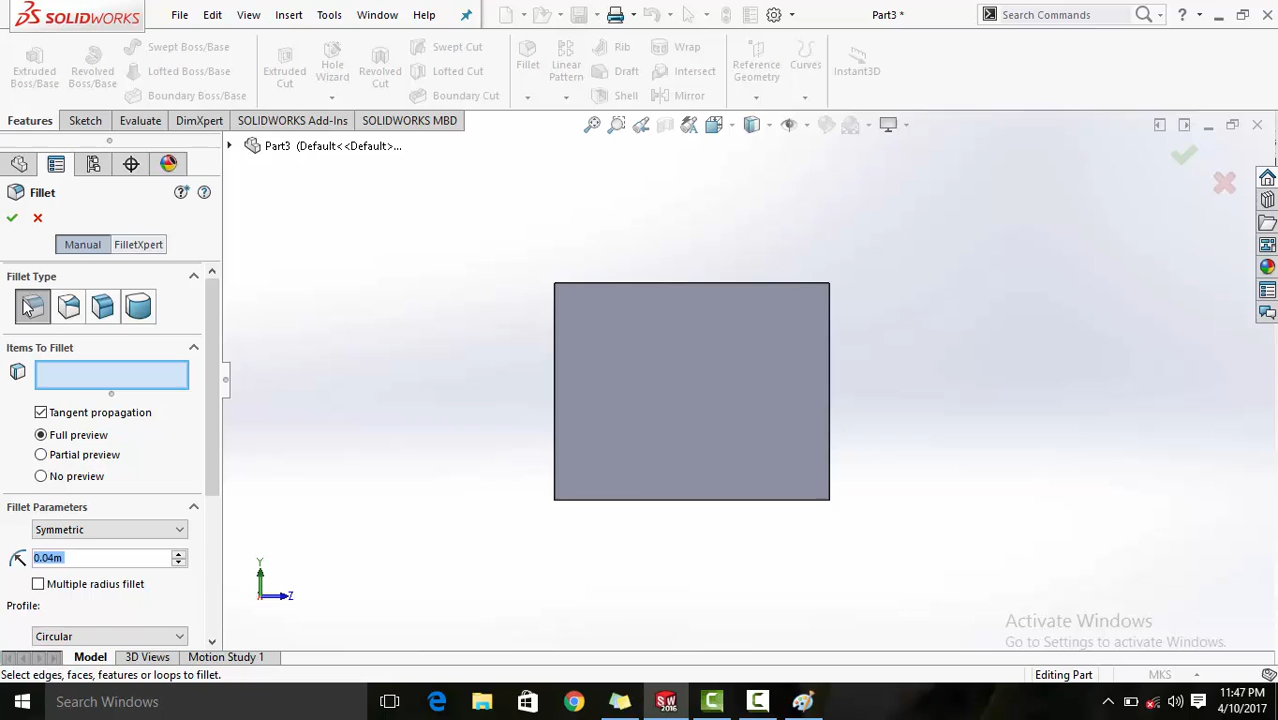 SOLIDWORKS File Edit View Insert Tools Window Help Part3 * Search Commands ?
Extruded Boss/Base
Revolved Boss/Base
Swept Boss/Base
Lofted Boss/Base
Boundary Boss/Base
Extruded Cut
Hole Wizard
Revolved Cut
Swept Cut
Lofted Cut
Boundary Cut
Fillet
Linear Pattern
Rib
Draft
Shell
Wrap
Intersect
Mirror
Reference Geometry
Curves
Instant3D
Features Sketch Evaluate DimXpert SOLIDWORKS Add-Ins SOLIDWORKS MBD
Part3 (Default<<Default>...
Fillet
Manual FilletXpert
Fillet Type
Items To Fillet
Tangent propagation
Full preview
Partial preview
No preview
Fillet Parameters
Symmetric
0.04m
Multiple radius fillet
Profile:
Circular
Y
Z
Activate Windows
Go to Settings to activate Windows.
Model 3D Views Motion Study 1
Select edges, faces, features or loops to fillet. Editing Part MKS
Search Windows
SW 2016
11:47 PM
4/10/2017